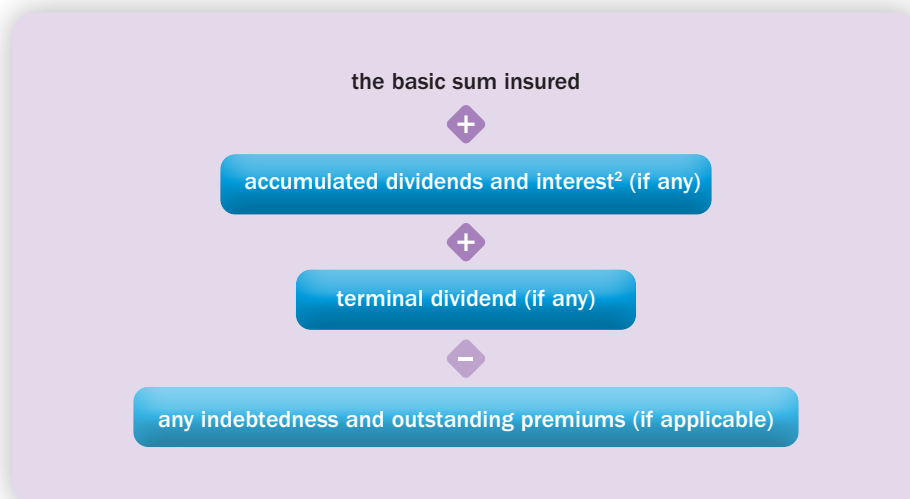 the basic sum insured
+
accumulated dividends and interest² (if any)
+
terminal dividend (if any)
−
any indebtedness and outstanding premiums (if applicable)